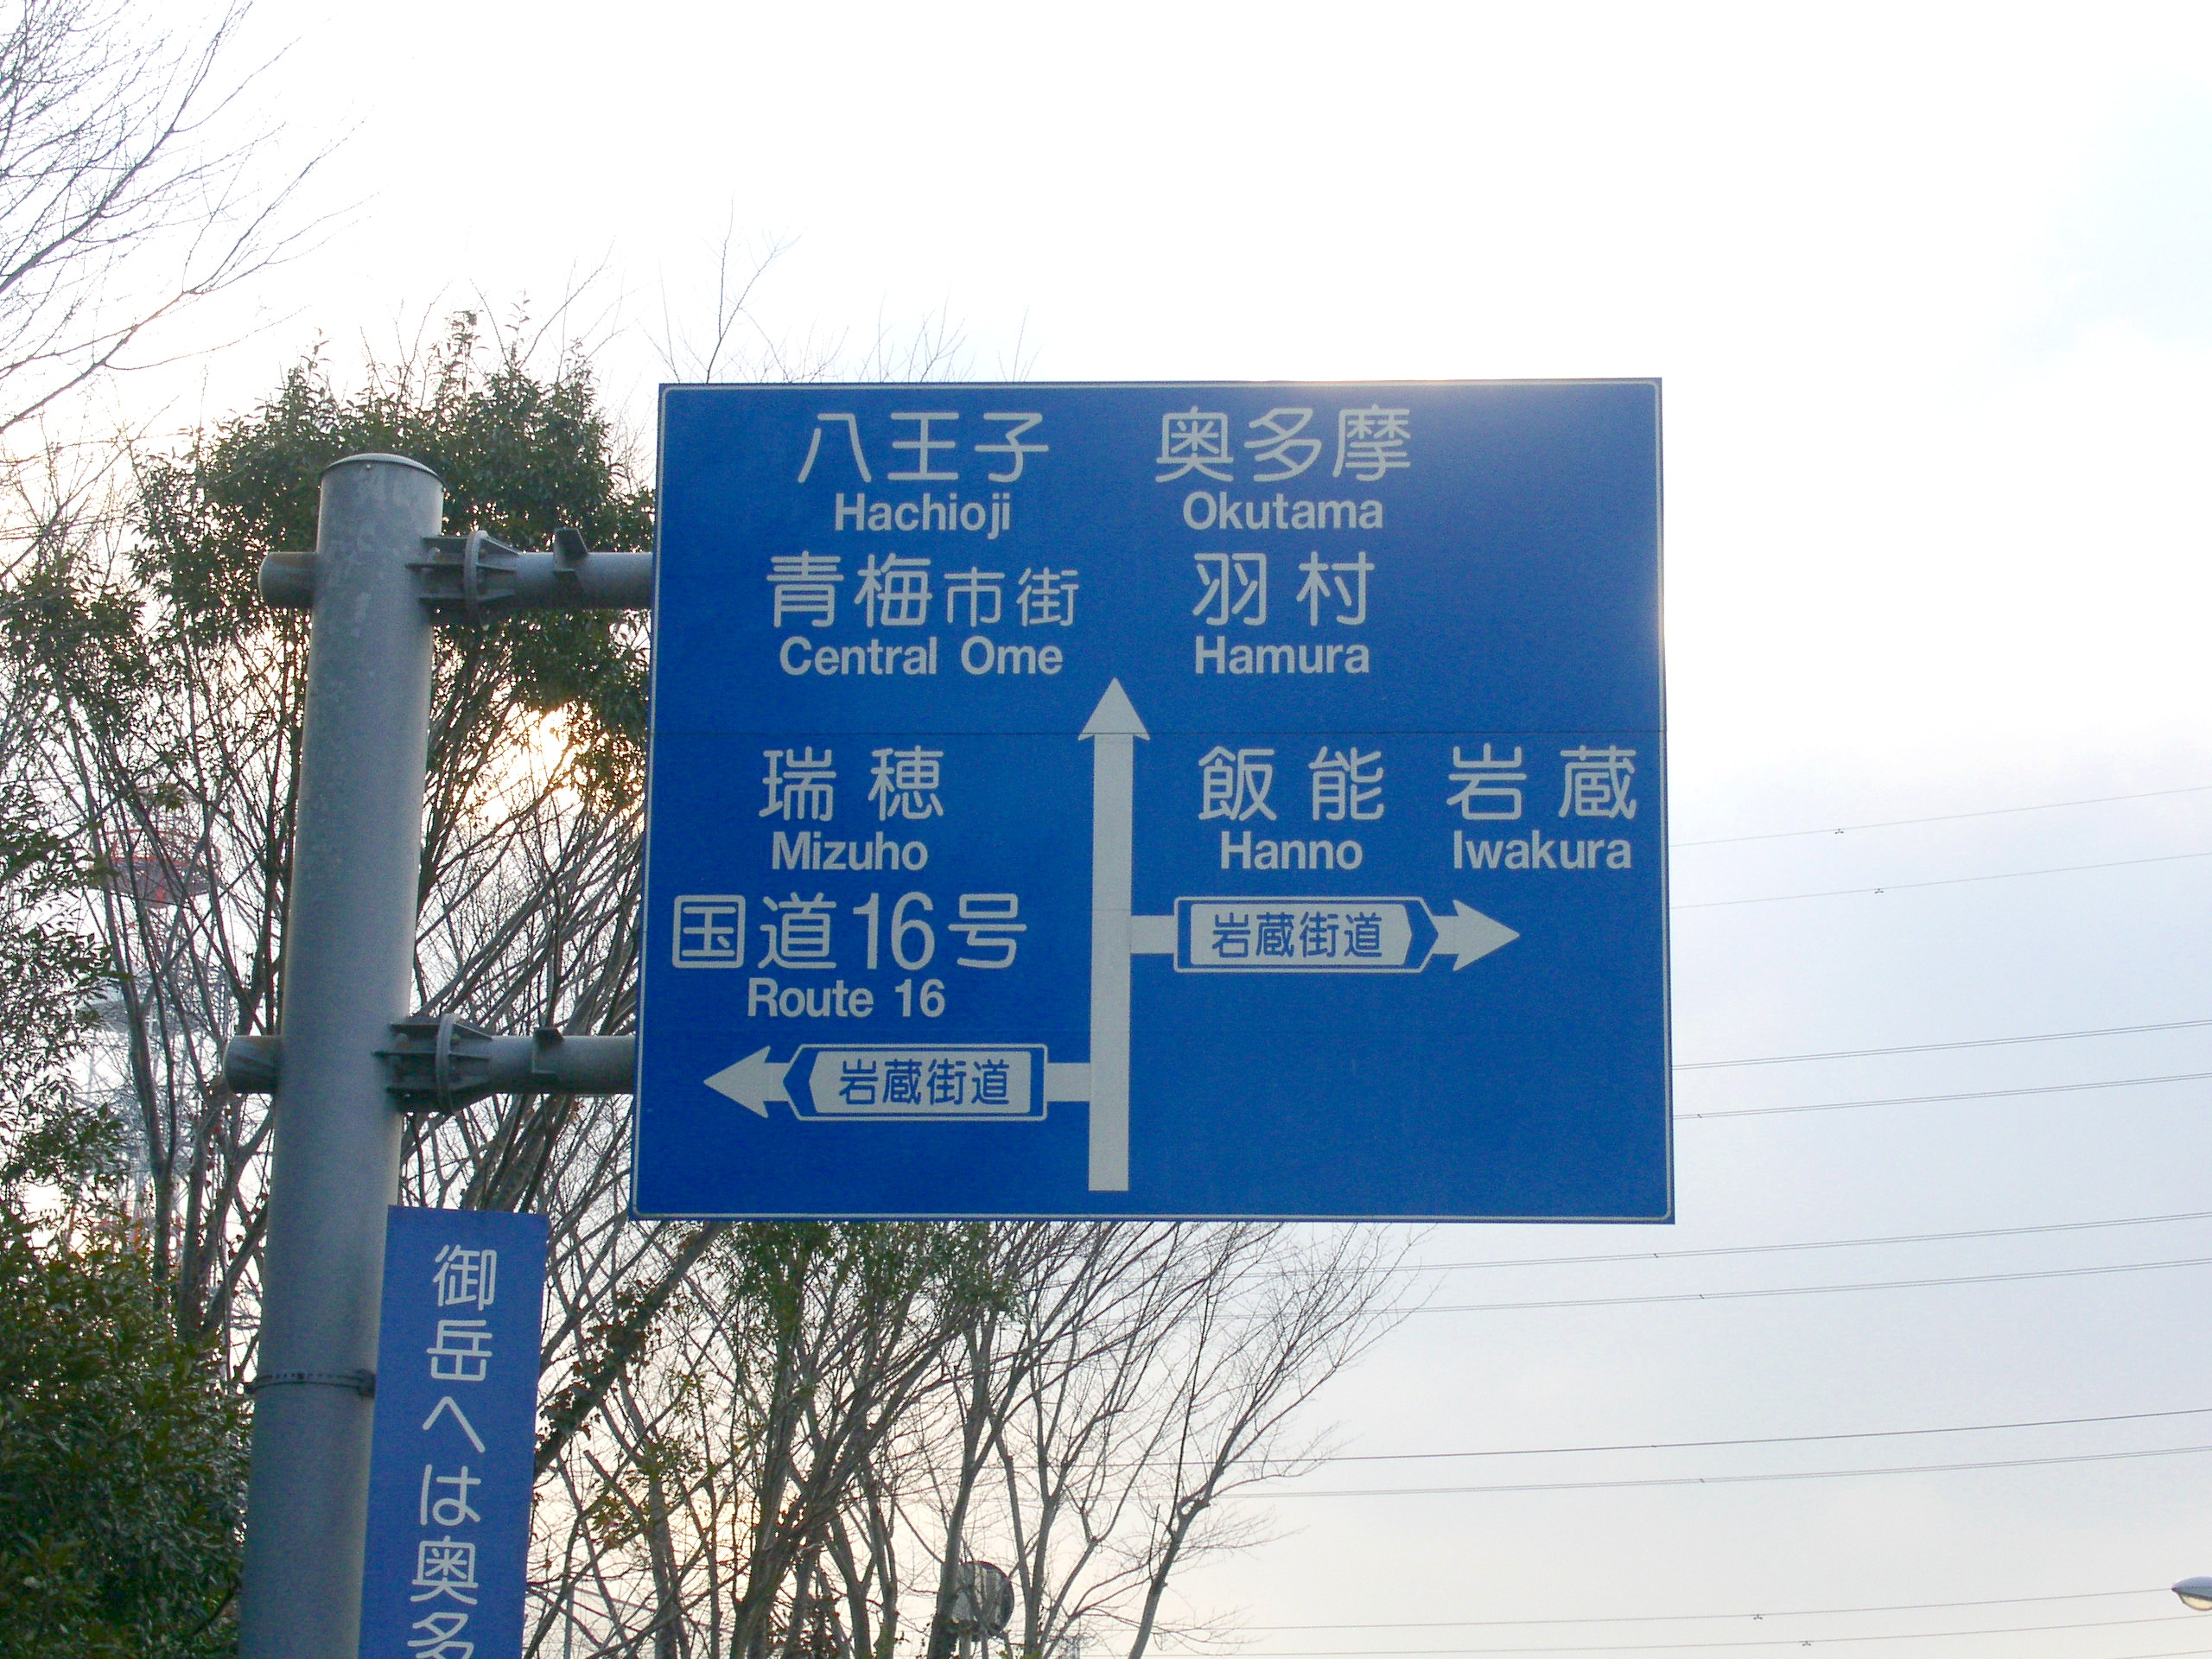 八王子 奥多摩
Hachioji Okutama
青梅市街 羽村
Central Ome Hamura
瑞穂
Mizuho
国道16号
Route 16
岩蔵街道
飯能 岩蔵
Hanno Iwakura
岩蔵街道
御岳へは奥多